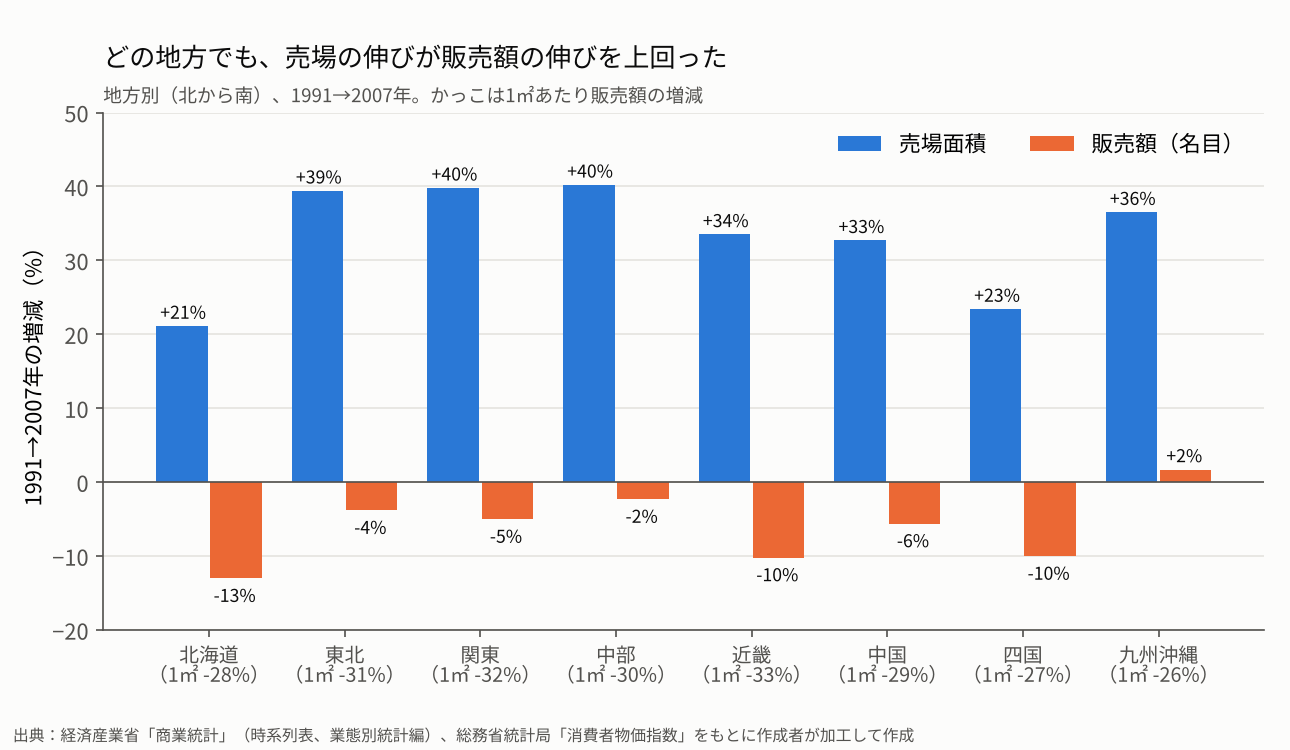 どの地方でも、売場の伸びが販売額の伸びを上回った
地方別（北から南）、1991→2007年。かっこは1㎡あたり販売額の増減
売場面積 販売額（名目）
1991→2007年の増減（%）
50
40
30
20
10
0
−10
−20
+21% +39% +40% +40% +34% +33% +23% +36%
-13% -4% -5% -2% -10% -6% -10% +2%
北海道 東北 関東 中部 近畿 中国 四国 九州沖縄
（1㎡ -28%） （1㎡ -31%） （1㎡ -32%） （1㎡ -30%） （1㎡ -33%） （1㎡ -29%） （1㎡ -27%） （1㎡ -26%）
出典：経済産業省「商業統計」（時系列表、業態別統計編）、総務省統計局「消費者物価指数」をもとに作成者が加工して作成